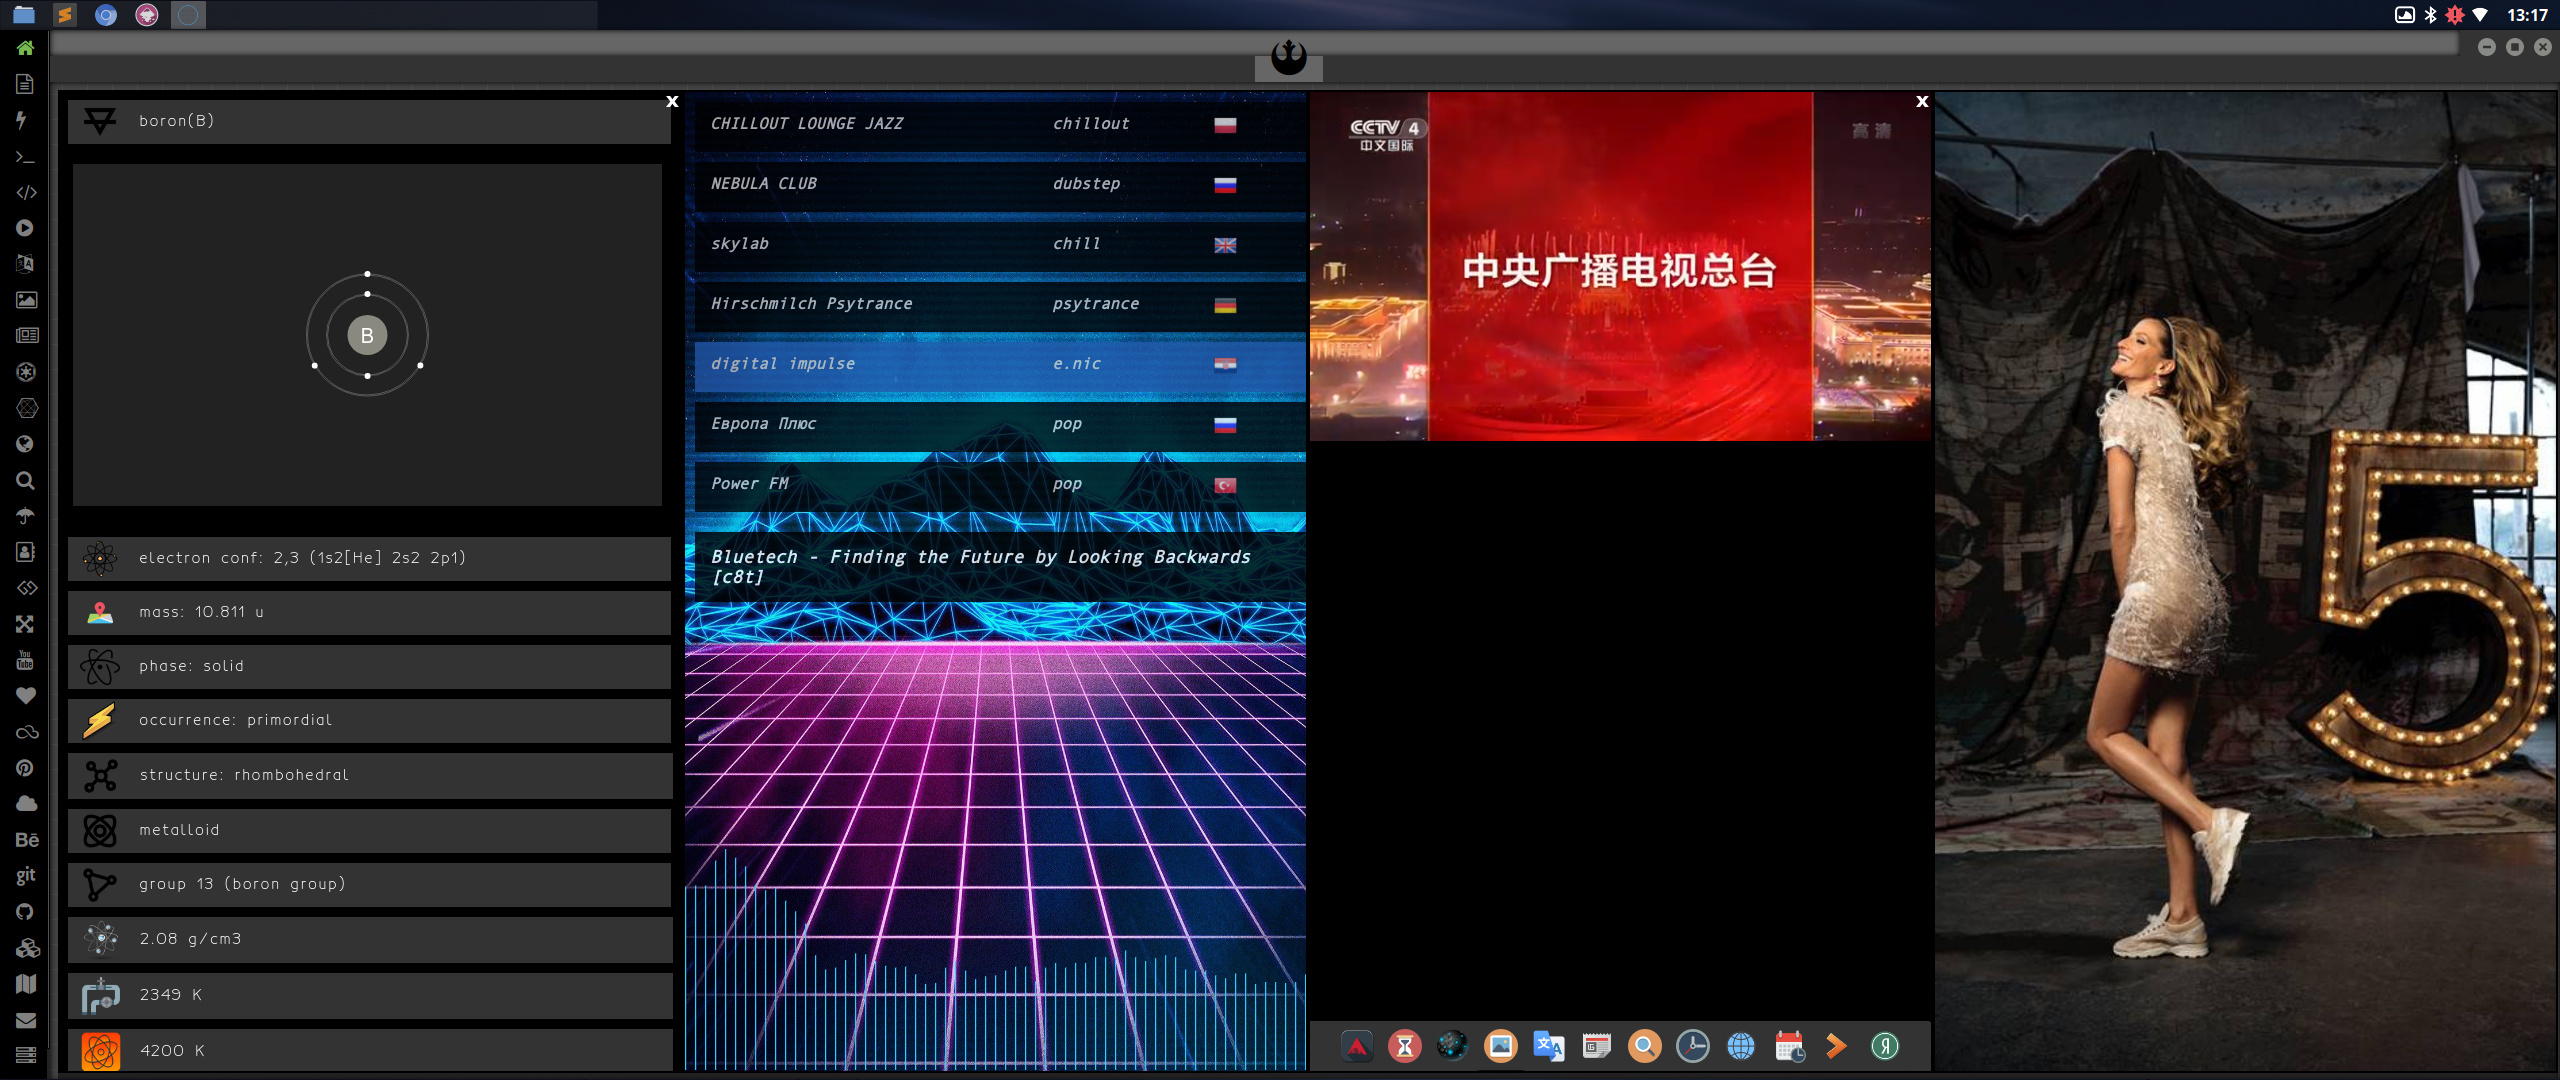 13:17
boron(B)
B
electron conf: 2,3 (1s2[He] 2s2 2p1)
mass: 10.811 u
phase: solid
occurrence: primordial
structure: rhombohedral
metalloid
group 13 (boron group)
2.08 g/cm3
2349 K
4200 K
x
CHILLOUT LOUNGE JAZZ chillout
NEBULA CLUB dubstep
skylab chill
Hirschmilch Psytrance psytrance
digital impulse e.nic
Европа Плюс pop
Power FM pop
Bluetech - Finding the Future by Looking Backwards
[c8t]
CCTV 4
中文国际
高清
中央广播电视总台
x
5
You
Tube
Bē
git
Я